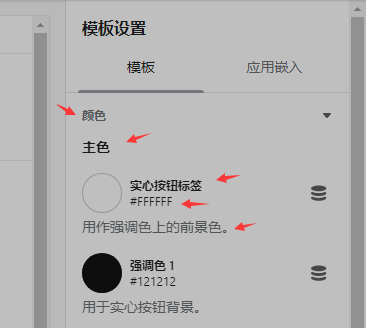 模板设置
模板 应用嵌入
颜色
主色
实心按钮标签
#FFFFFF
用作强调色上的前景色。
强调色 1
#121212
用于实心按钮背景。